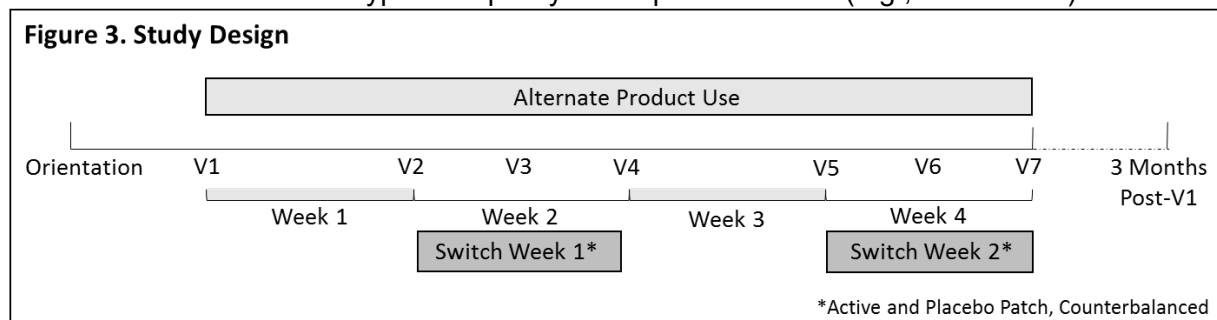 Figure 3. Study Design
Alternate Product Use
Orientation V1 V2 V3 V4 V5 V6 V7 3 Months
Post-V1
Week 1 Week 2 Week 3 Week 4
Switch Week 1* Switch Week 2*
*Active and Placebo Patch, Counterbalanced